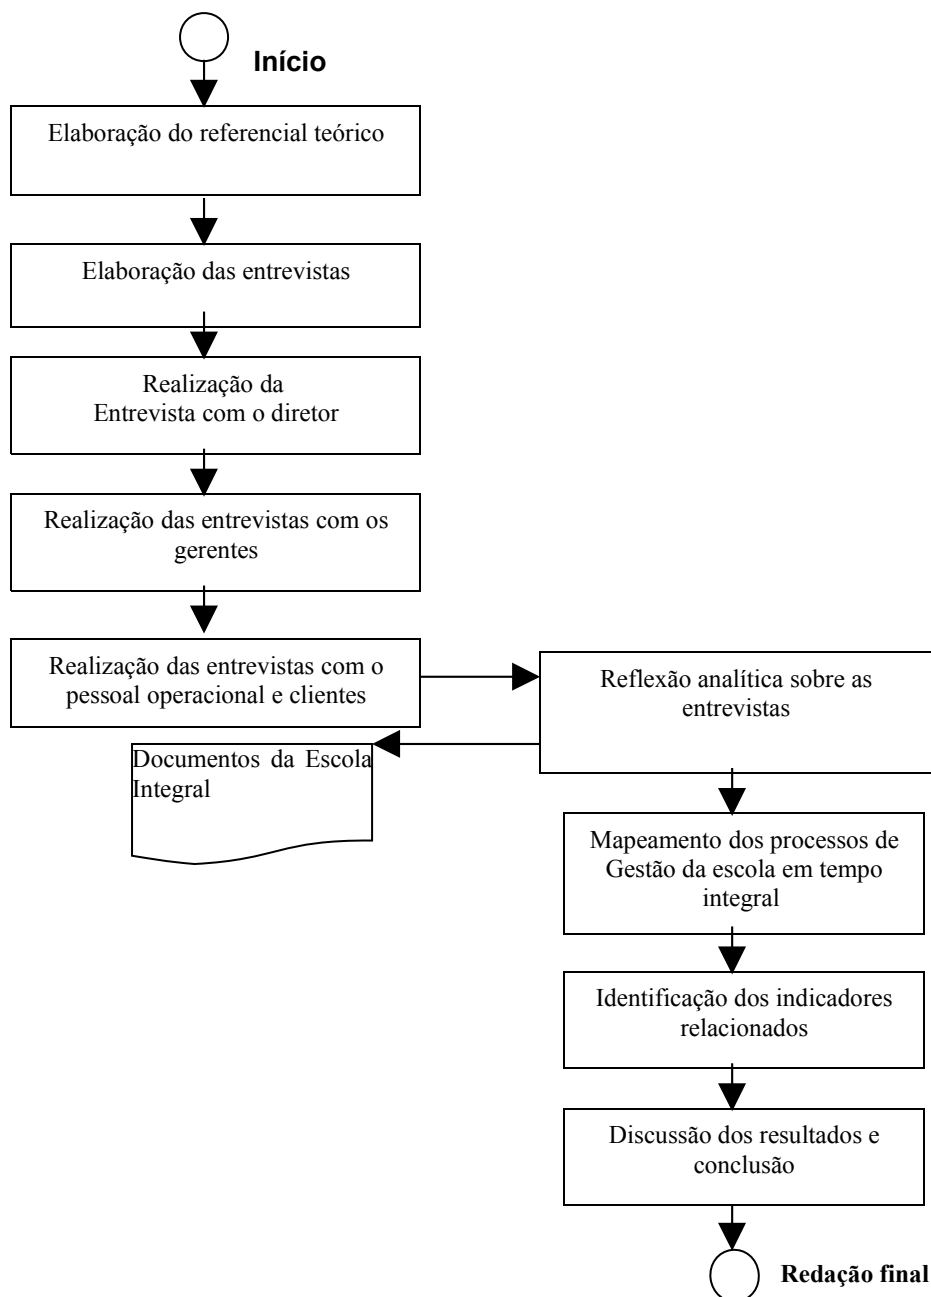 Início
Elaboração do referencial teórico
Elaboração das entrevistas
Realização da
Entrevista com o diretor
Realização das entrevistas com os
gerentes
Realização das entrevistas com o
pessoal operacional e clientes
Reflexão analítica sobre as
entrevistas
Documentos da Escola
Integral
Mapeamento dos processos de
Gestão da escola em tempo
integral
Identificação dos indicadores
relacionados
Discussão dos resultados e
conclusão
Redação final